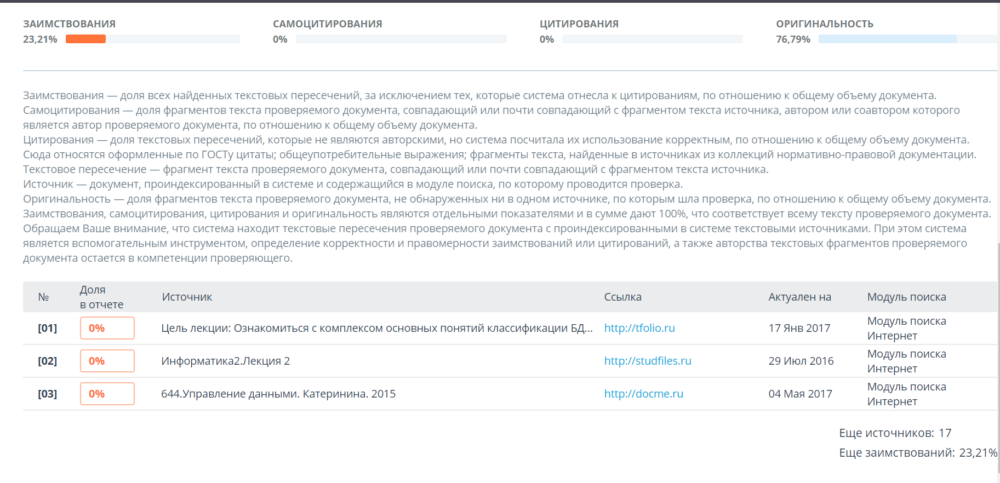 ЗАИМСТВОВАНИЯ
23,21%
САМОЦИТИРОВАНИЯ
0%
ЦИТИРОВАНИЯ
0%
ОРИГИНАЛЬНОСТЬ
76,79%
Заимствования — доля всех найденных текстовых пересечений, за исключением тех, которые система отнесла к цитированиям, по отношению к общему объему документа.
Самоцитирования — доля фрагментов текста проверяемого документа, совпадающий или почти совпадающий с фрагментом текста источника, автором или соавтором которого
является автор проверяемого документа, по отношению к общему объему документа.
Цитирования — доля текстовых пересечений, которые не являются авторскими, но система посчитала их использование корректным, по отношению к общему объему документа.
Сюда относятся оформленные по ГОСТу цитаты; общеупотребительные выражения; фрагменты текста, найденные в источниках из коллекций нормативно-правовой документации.
Текстовое пересечение — фрагмент текста проверяемого документа, совпадающий или почти совпадающий с фрагментом текста источника.
Источник — документ, проиндексированный в системе и содержащийся в модуле поиска, по которому проводится проверка.
Оригинальность — доля фрагментов текста проверяемого документа, не обнаруженных ни в одном источнике, по которым шла проверка, по отношению к общему объему документа.
Заимствования, самоцитирования, цитирования и оригинальность являются отдельными показателями и в сумме дают 100%, что соответствует всему тексту проверяемого документа.
Обращаем Ваше внимание, что система находит текстовые пересечения проверяемого документа с проиндексированными в системе текстовыми источниками. При этом система
является вспомогательным инструментом, определение корректности и правомерности заимствований или цитирований, а также авторства текстовых фрагментов проверяемого
документа остается в компетенции проверяющего.
№ Доля в отчете Источник Ссылка Актуален на Модуль поиска
[01] 0% Цель лекции: Ознакомиться с комплексом основных понятий классификации БД... http://tfolio.ru 17 Янв 2017 Модуль поиска Интернет
[02] 0% Информатика2.Лекция 2 http://studfiles.ru 29 Июл 2016 Модуль поиска Интернет
[03] 0% 644.Управление данными. Катеринина. 2015 http://docme.ru 04 Мая 2017 Модуль поиска Интернет
Еще источников: 17
Еще заимствований: 23,21%